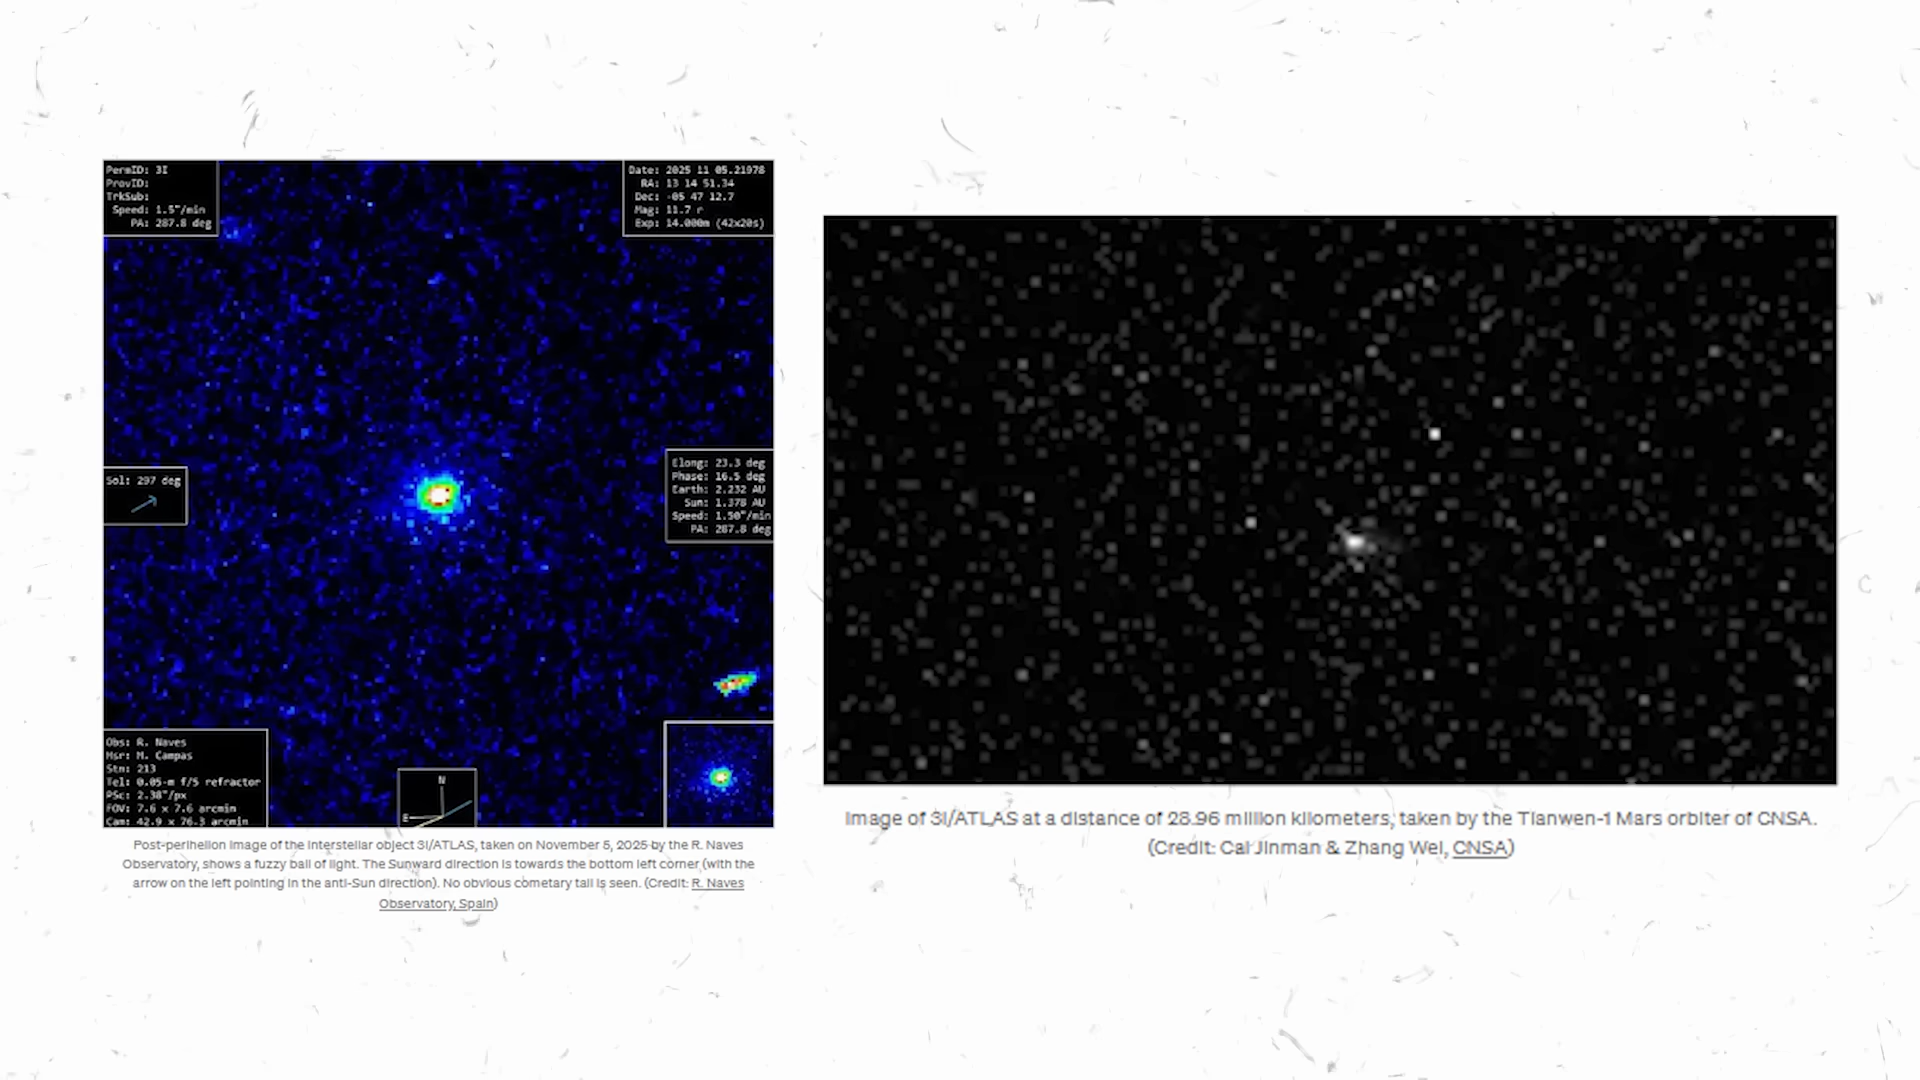 PermID: 3I
ProvID:
TrkSub:
Speed: 1.5"/min
PA: 287.8 deg
Date: 2025 11 05.21978
RA: 13 14 51.34
Dec: -05 47 12.7
Mag: 11.7 r
Exp: 14.000m (42x20s)
Sol: 297 deg
Elong: 23.3 deg
Phase: 16.5 deg
Earth: 2.232 AU
Sun: 1.378 AU
Speed: 1.50"/min
PA: 287.8 deg
Obs: R. Naves
Msr: M. Campas
Stn: 213
Tel: 0.05-m f/5 refractor
PSc: 2.38"/px
FOV: 7.6 x 7.6 arcmin
Cam: 42.9 x 76.3 arcmin
N
E
Post-perihelion image of the interstellar object 3I/ATLAS, taken on November 5, 2025 by the R. Naves
Observatory, shows a fuzzy ball of light. The Sunward direction is towards the bottom left corner (with the
arrow on the left pointing in the anti-Sun direction). No obvious cometary tail is seen. (Credit: R. Naves
Observatory, Spain)
Image of 3I/ATLAS at a distance of 28.96 million kilometers, taken by the Tianwen-1 Mars orbiter of CNSA.
(Credit: Cai Jinman & Zhang Wei, CNSA)